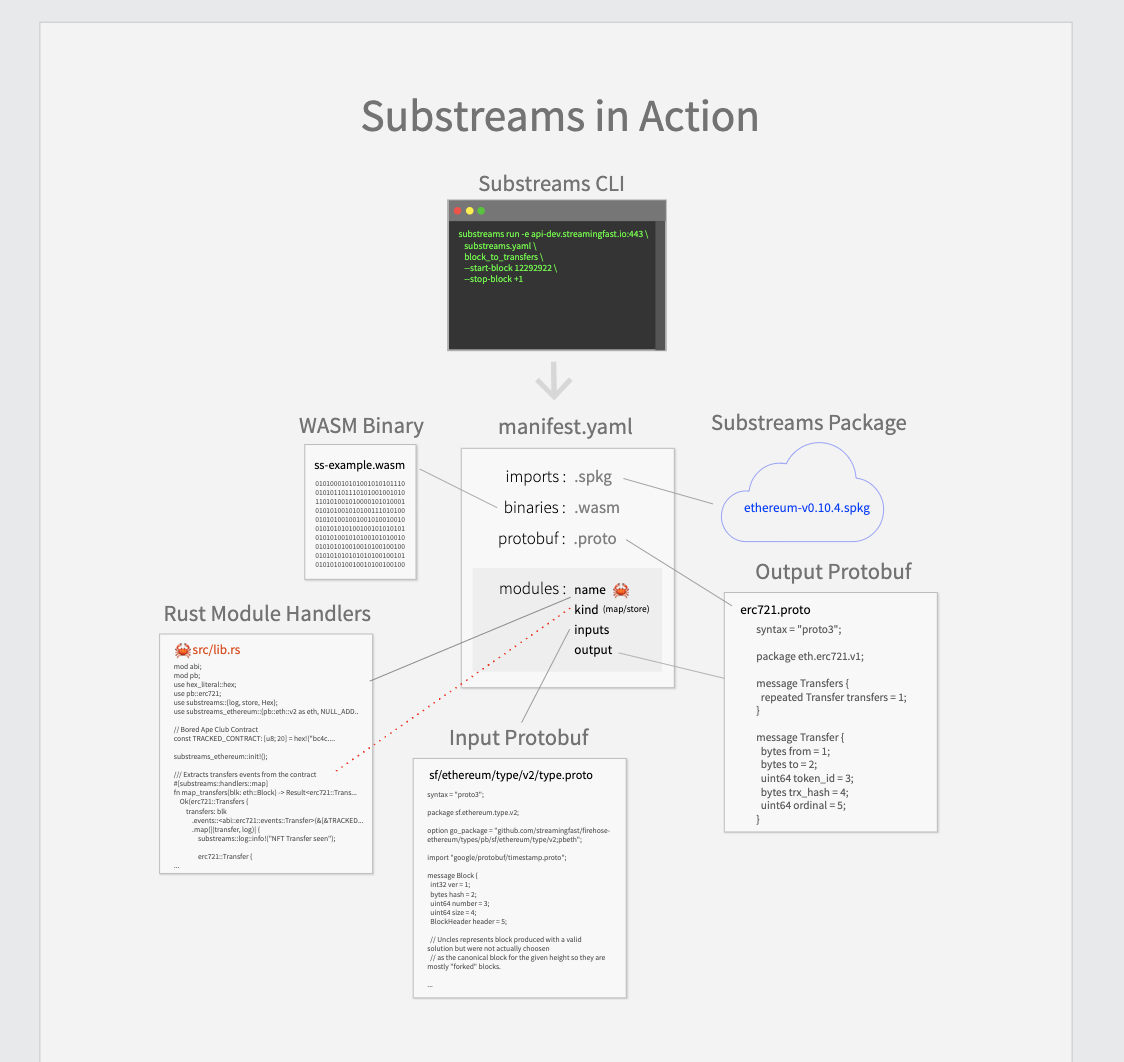 Substreams in Action
Substreams CLI
substreams run -e api-dev.streamingfast.io:443 \
substreams.yaml \
block_to_transfers \
--start-block 12292922 \
--stop-block +1
WASM Binary
ss-example.wasm
01010001010100101010101110
01010110111010100100101010
11010100101000010101010001
01010100101010011101010100
01010100100100101010010010
01010101010010010101010101
01010010010101001010100010
01010101001001010010010100
01010101010101010010010101
01010101001001010010010100
manifest.yaml
imports : .spkg
binaries : .wasm
protobuf : .proto
modules : name
kind (map/store)
inputs
output
Substreams Package
ethereum-v0.10.4.spkg
Output Protobuf
erc721.proto
syntax = "proto3";
package eth.erc721.v1;
message Transfers {
repeated Transfer transfers = 1;
}
message Transfer {
bytes from = 1;
bytes to = 2;
uint64 token_id = 3;
bytes trx_hash = 4;
uint64 ordinal = 5;
}
Rust Module Handlers
src/lib.rs
mod abi;
mod pb;
use hex_literal::hex;
use pb::erc721;
use substreams::{log, store, Hex};
use substreams_ethereum::{pb::eth::v2 as eth, NULL_ADD..
// Bored Ape Club Contract
const TRACKED_CONTRACT: [u8; 20] = hex!("bc4c....
substreams_ethereum::init!();
/// Extracts transfers events from the contract
#[substreams::handlers::map]
fn map_transfers(blk: eth::Block) -> Result<erc721::Trans...
Ok(erc721::Transfers {
transfers: blk
.events::<abi::erc721::events::Transfer>(&[&TRACKED...
.map(|(transfer, log)| {
substreams::log::info!("NFT Transfer seen");
erc721::Transfer {
...
Input Protobuf
sf/ethereum/type/v2/type.proto
syntax = "proto3";
package sf.ethereum.type.v2;
option go_package = "github.com/streamingfast/firehose-
ethereum/types/pb/sf/ethereum/type/v2;pbeth";
import "google/protobuf/timestamp.proto";
message Block {
int32 ver = 1;
bytes hash = 2;
uint64 number = 3;
uint64 size = 4;
BlockHeader header = 5;
// Uncles represents block produced with a valid
solution but were not actually choosen
// as the canonical block for the given height so they are
mostly "forked" blocks.
...